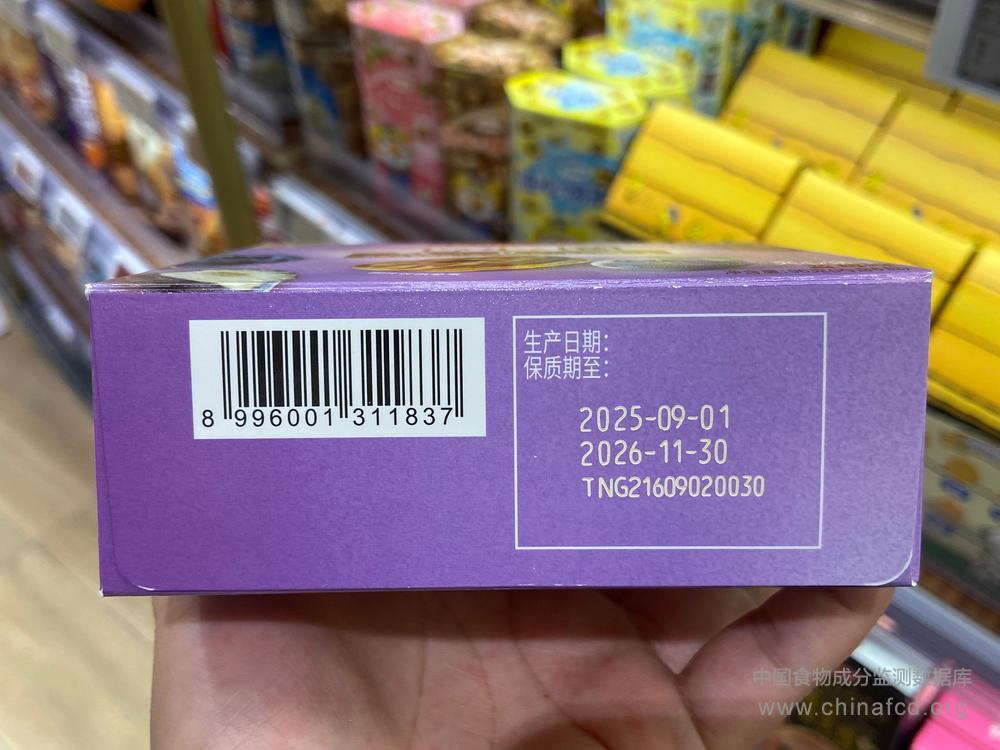 8 996001 311837
生产日期：
保质期至：
2025-09-01
2026-11-30
TNG21609020030
中国食物成分监测数据库
www.chinafcd.org